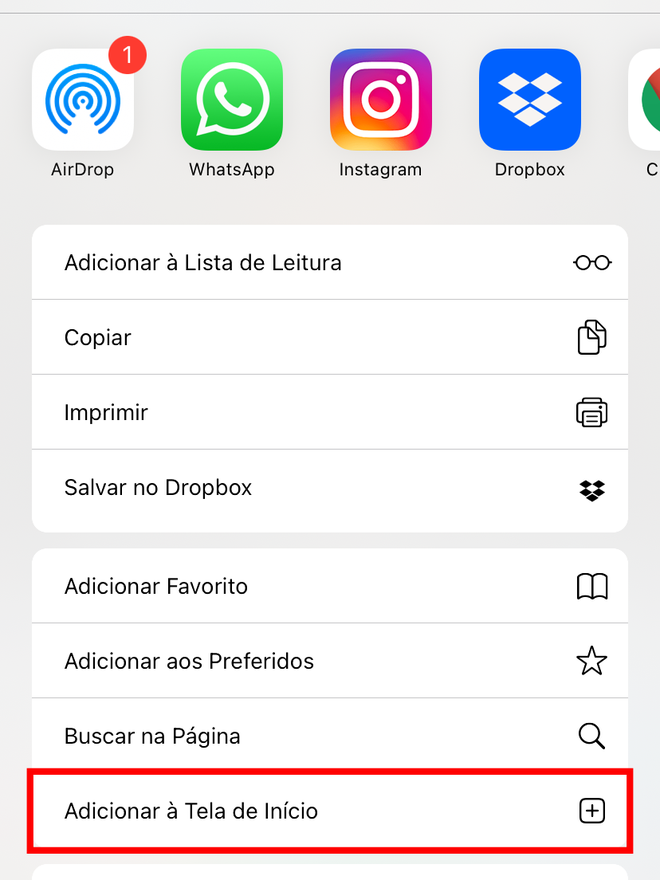 1
AirDrop
WhatsApp
Instagram
Dropbox
C
Adicionar à Lista de Leitura
Copiar
Imprimir
Salvar no Dropbox
Adicionar Favorito
Adicionar aos Preferidos
Buscar na Página
Adicionar à Tela de Início